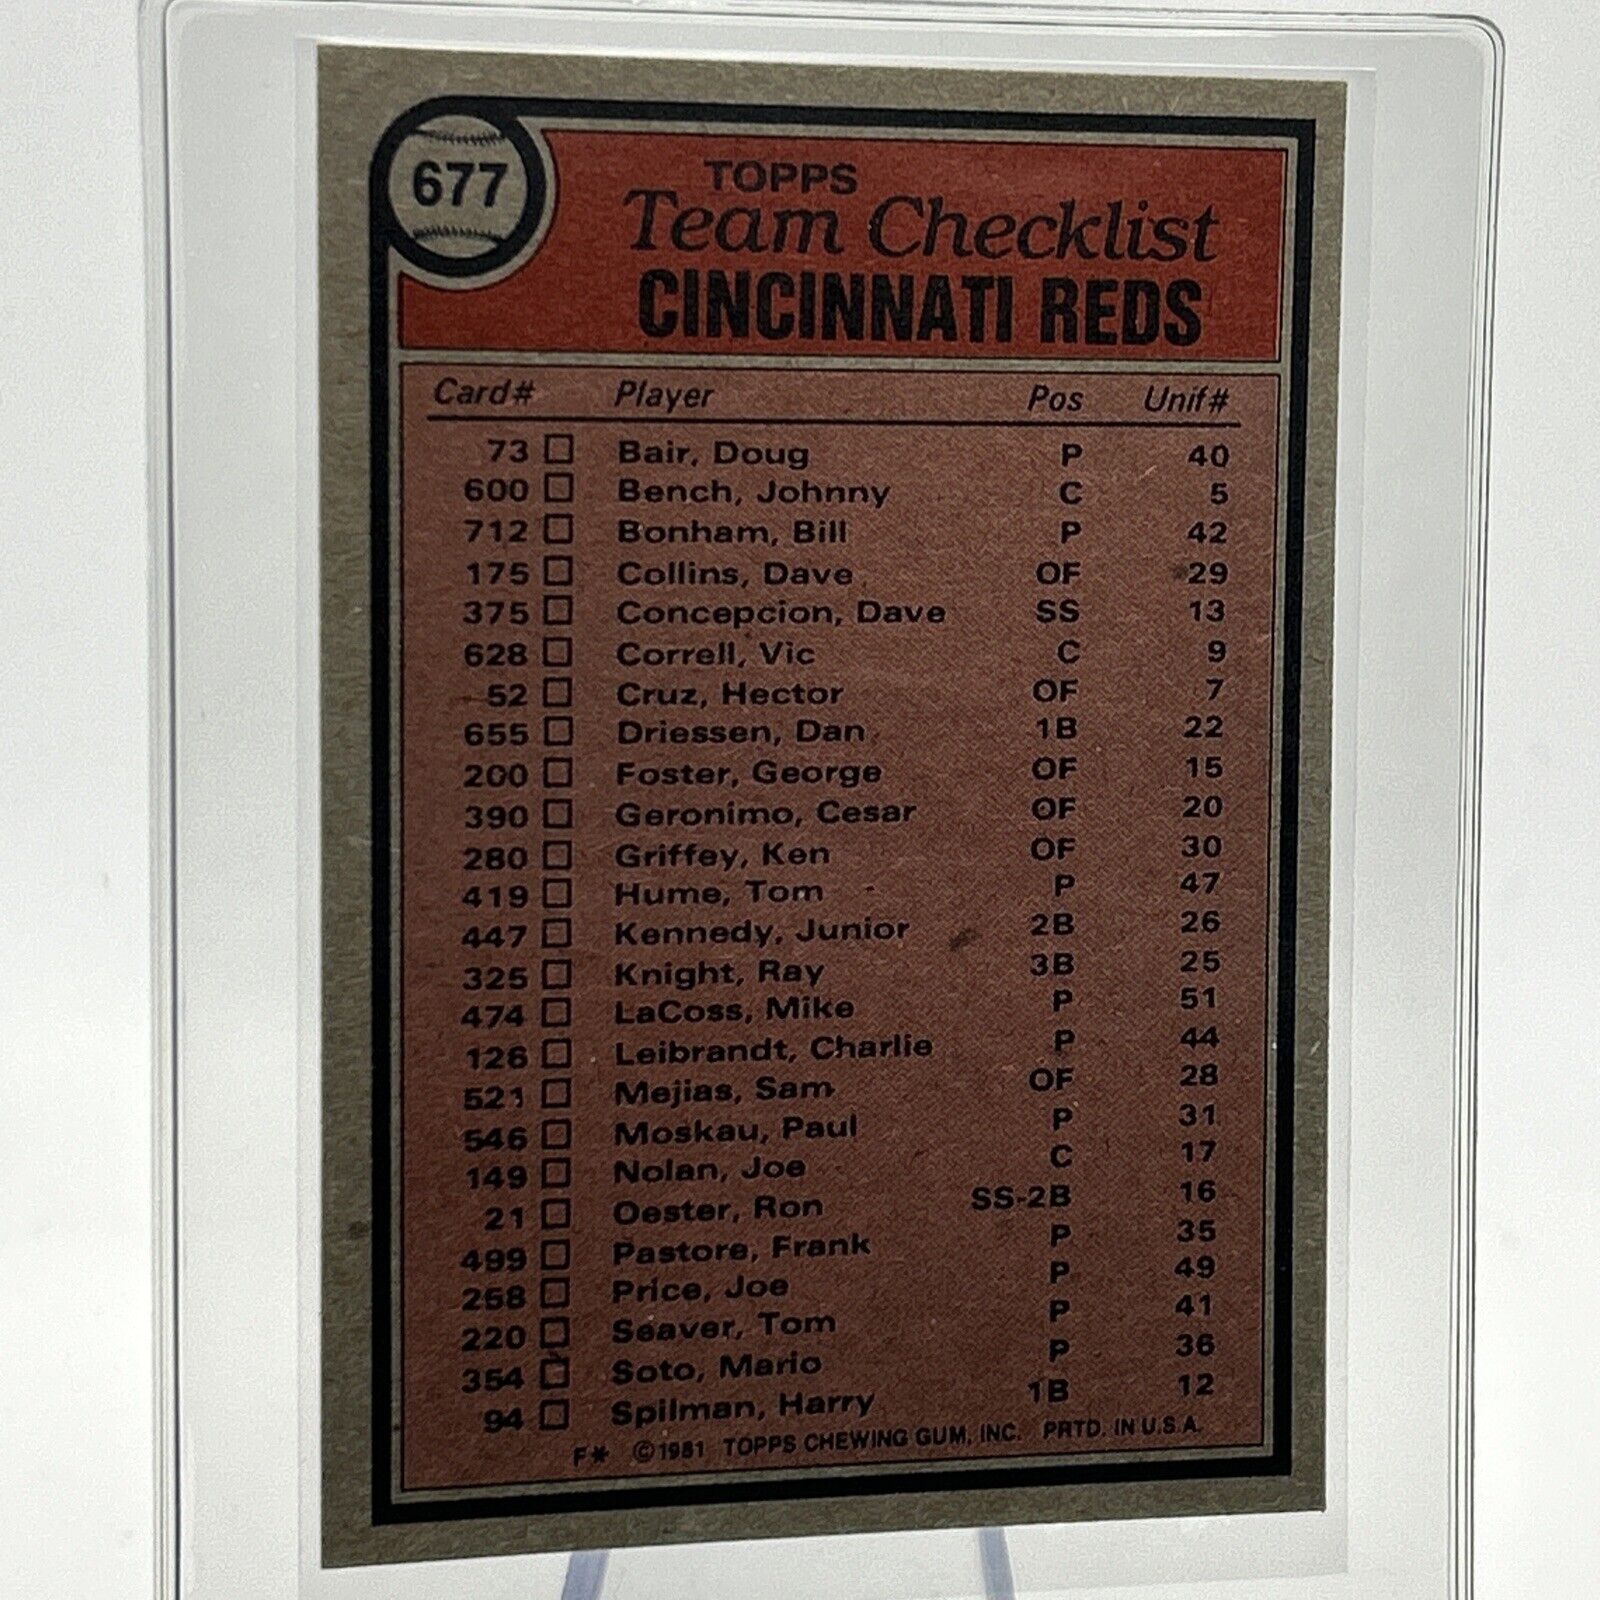 677
TOPPS
Team Checklist
CINCINNATI REDS
Card# Player Pos Unif#
73 Bair, Doug P 40
600 Bench, Johnny C 5
712 Bonham, Bill P 42
175 Collins, Dave OF 29
375 Concepcion, Dave SS 13
628 Correll, Vic C 9
52 Cruz, Hector OF 7
655 Driessen, Dan 1B 22
200 Foster, George OF 15
390 Geronimo, Cesar OF 20
280 Griffey, Ken OF 30
419 Hume, Tom P 47
447 Kennedy, Junior 2B 26
325 Knight, Ray 3B 25
474 LaCoss, Mike P 51
126 Leibrandt, Charlie P 44
521 Mejias, Sam OF 28
546 Moskau, Paul P 31
149 Nolan, Joe C 17
21 Oester, Ron SS-2B 16
499 Pastore, Frank P 35
258 Price, Joe P 49
220 Seaver, Tom P 41
354 Soto, Mario P 36
94 Spilman, Harry 1B 12
F* ©1981 TOPPS CHEWING GUM, INC. PRTD. IN U.S.A.